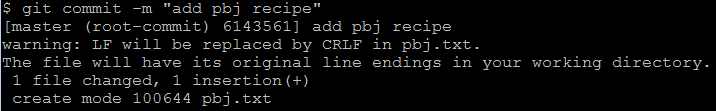 $ git commit -m "add pbj recipe"
[master (root-commit) 6143561] add pbj recipe
warning: LF will be replaced by CRLF in pbj.txt.
The file will have its original line endings in your working directory.
 1 file changed, 1 insertion(+)
 create mode 100644 pbj.txt